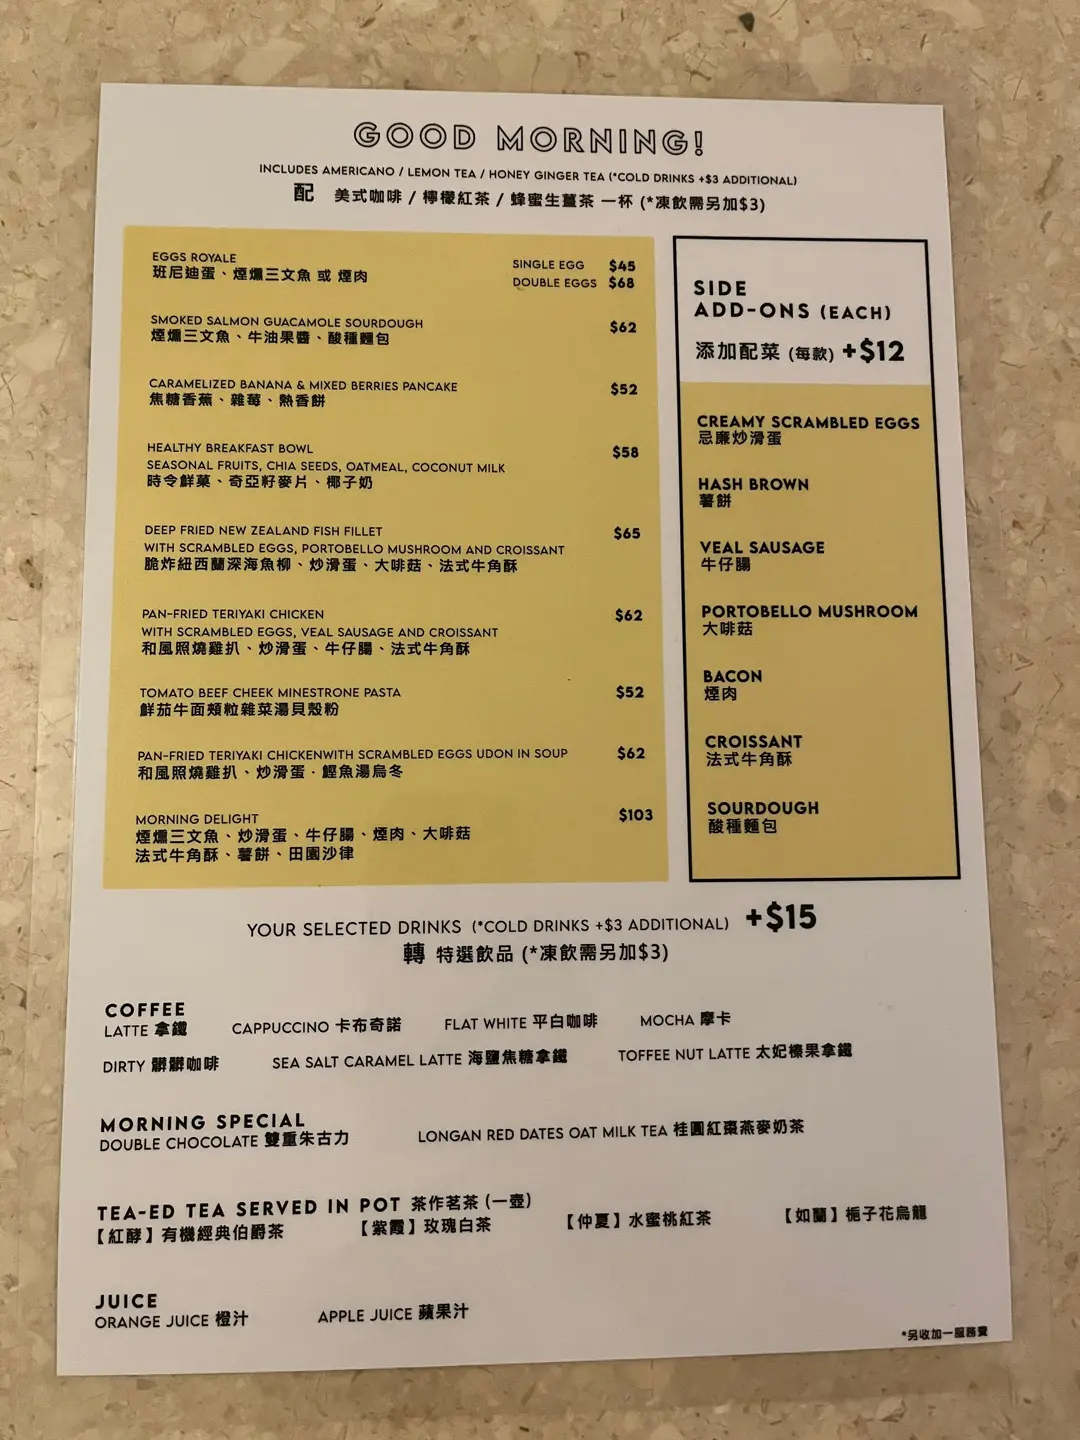 GOOD MORNING!
INCLUDES AMERICANO / LEMON TEA / HONEY GINGER TEA (*COLD DRINKS +$3 ADDITIONAL)
配 美式咖啡 / 檸檬紅茶 / 蜂蜜生薑茶 一杯 (*凍飲需另加$3)
EGGS ROYALE SINGLE EGG $45
班尼迪蛋、煙燻三文魚 或 煙肉 DOUBLE EGGS $68
SMOKED SALMON GUACAMOLE SOURDOUGH $62
煙燻三文魚、牛油果醬、酸種麵包
CARAMELIZED BANANA & MIXED BERRIES PANCAKE $52
焦糖香蕉、雜莓、熱香餅
HEALTHY BREAKFAST BOWL $58
SEASONAL FRUITS, CHIA SEEDS, OATMEAL, COCONUT MILK
時令鮮菓、奇亞籽麥片、椰子奶
DEEP FRIED NEW ZEALAND FISH FILLET $65
WITH SCRAMBLED EGGS, PORTOBELLO MUSHROOM AND CROISSANT
脆炸紐西蘭深海魚柳、炒滑蛋、大啡菇、法式牛角酥
PAN-FRIED TERIYAKI CHICKEN $62
WITH SCRAMBLED EGGS, VEAL SAUSAGE AND CROISSANT
和風照燒雞扒、炒滑蛋、牛仔腸、法式牛角酥
TOMATO BEEF CHEEK MINESTRONE PASTA $52
鮮茄牛面頰粒雜菜湯貝殼粉
PAN-FRIED TERIYAKI CHICKENWITH SCRAMBLED EGGS UDON IN SOUP $62
和風照燒雞扒、炒滑蛋．鰹魚湯烏冬
MORNING DELIGHT $103
煙燻三文魚、炒滑蛋、牛仔腸、煙肉、大啡菇
法式牛角酥、薯餅、田園沙律
SIDE
ADD-ONS (EACH)
添加配菜 (每款) +$12
CREAMY SCRAMBLED EGGS
忌廉炒滑蛋
HASH BROWN
薯餅
VEAL SAUSAGE
牛仔腸
PORTOBELLO MUSHROOM
大啡菇
BACON
煙肉
CROISSANT
法式牛角酥
SOURDOUGH
酸種麵包
YOUR SELECTED DRINKS (*COLD DRINKS +$3 ADDITIONAL) +$15
轉 特選飲品 (*凍飲需另加$3)
COFFEE
LATTE 拿鐵 CAPPUCCINO 卡布奇諾 FLAT WHITE 平白咖啡 MOCHA 摩卡
DIRTY 髒髒咖啡 SEA SALT CARAMEL LATTE 海鹽焦糖拿鐵 TOFFEE NUT LATTE 太妃榛果拿鐵
MORNING SPECIAL
DOUBLE CHOCOLATE 雙重朱古力 LONGAN RED DATES OAT MILK TEA 桂圓紅棗燕麥奶茶
TEA-ED TEA SERVED IN POT 茶作茗茶 (一壺)
【紅酵】有機經典伯爵茶 【紫霞】玫瑰白茶 【仲夏】水蜜桃紅茶 【如蘭】梔子花烏龍
JUICE
ORANGE JUICE 橙汁 APPLE JUICE 蘋果汁
*另收加一服務費